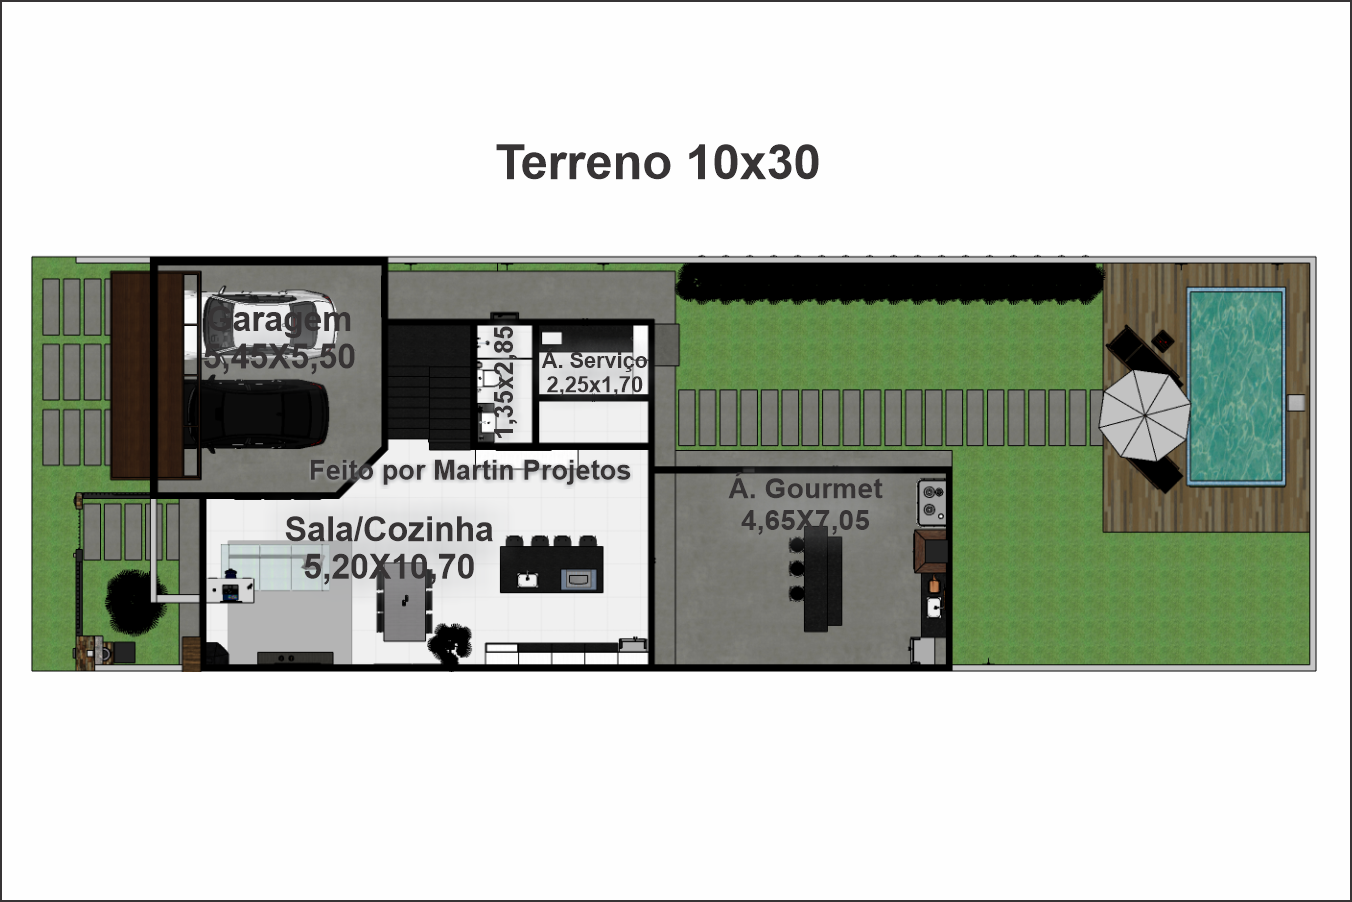 Terreno 10x30
Garagem
5,45X5,50
1,35x2,85
A. Serviço
2,25x1,70
Feito por Martin Projetos
Á. Gourmet
4,65X7,05
Sala/Cozinha
5,20X10,70